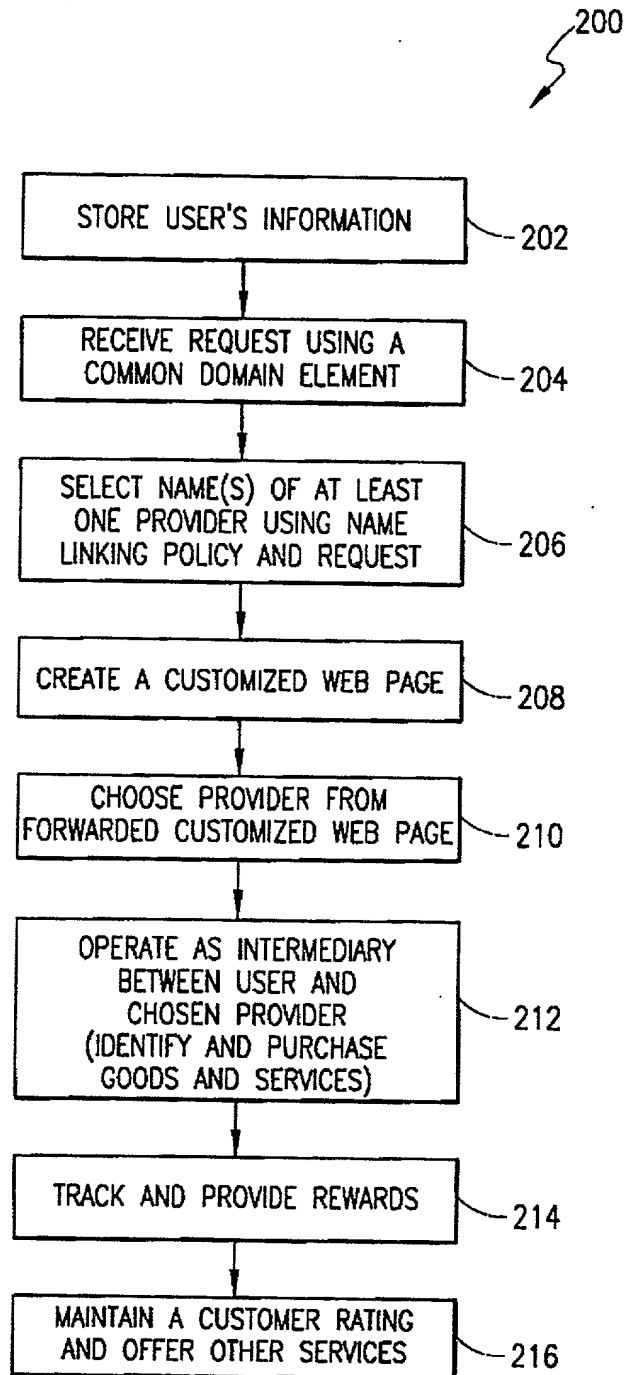 200
STORE USER'S INFORMATION
202
RECEIVE REQUEST USING A
COMMON DOMAIN ELEMENT
204
SELECT NAME(S) OF AT LEAST
ONE PROVIDER USING NAME
LINKING POLICY AND REQUEST
206
CREATE A CUSTOMIZED WEB PAGE
208
CHOOSE PROVIDER FROM
FORWARDED CUSTOMIZED WEB PAGE
210
OPERATE AS INTERMEDIARY
BETWEEN USER AND
CHOSEN PROVIDER
(IDENTIFY AND PURCHASE
GOODS AND SERVICES)
212
TRACK AND PROVIDE REWARDS
214
MAINTAIN A CUSTOMER RATING
AND OFFER OTHER SERVICES
216